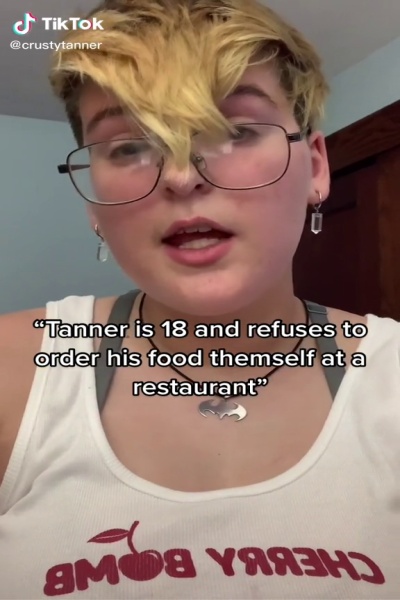 TikTok
@crustytanner
“Tanner is 18 and refuses to
order his food themself at a
restaurant”
CHERRY BOMB